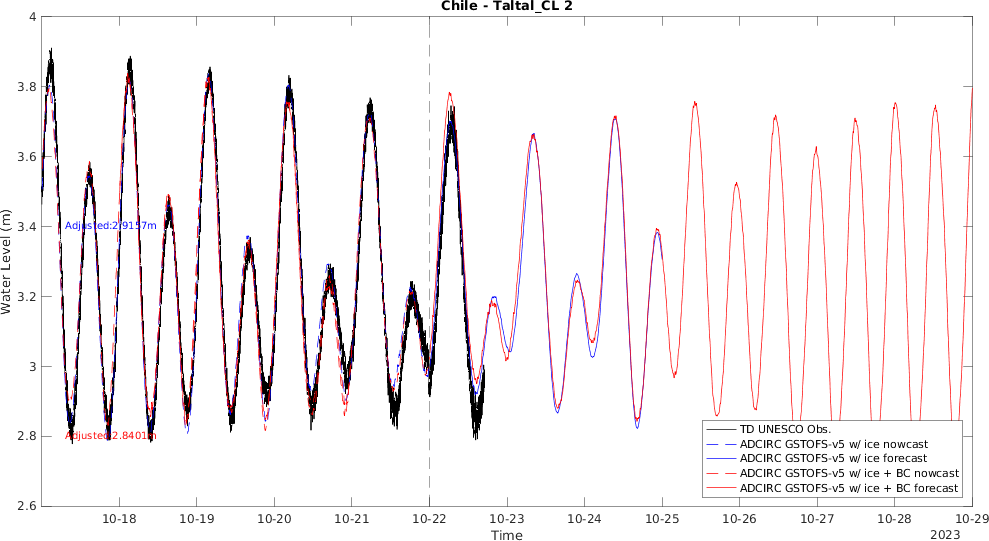 Chile - Taltal_CL 2
Water Level (m)
4
3.8
3.6
3.4
3.2
3
2.8
2.6
Adjusted:2.9157m
Adjusted:2.8401m
TD UNESCO Obs.
ADCIRC GSTOFS-v5 w/ ice nowcast
ADCIRC GSTOFS-v5 w/ ice forecast
ADCIRC GSTOFS-v5 w/ ice + BC nowcast
ADCIRC GSTOFS-v5 w/ ice + BC forecast
10-18 10-19 10-20 10-21 10-22 10-23 10-24 10-25 10-26 10-27 10-28 10-29
Time
2023